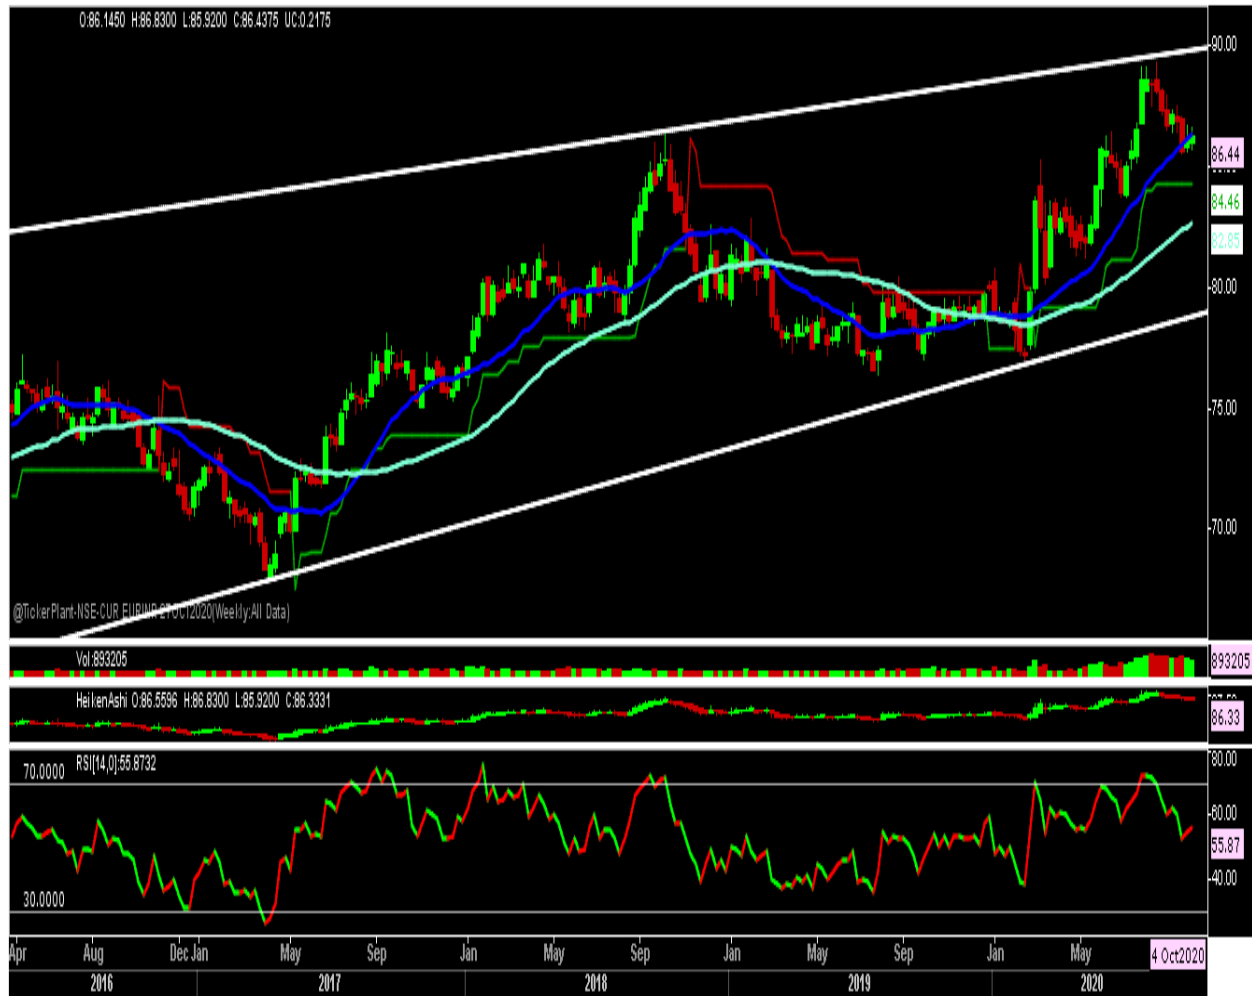 O:86.1450 H:86.8300 L:85.9200 C:86.4375 UC:0.2175
90.00
86.44
84.46
82.85
80.00
75.00
70.00
@TickerPlant-NSE-CUR EURINR 27OCT2020(Weekly:All Data)
Vol:893205
893205
HeikenAshi O:86.5596 H:86.8300 L:85.9200 C:86.3331
86.33
RSI[14,0]:55.8732
70.0000
80.00
60.00
55.87
40.00
30.0000
Apr Aug Dec Jan May Sep Jan May Sep Jan May Sep Jan May 4 Oct2020
2016 2017 2018 2019 2020